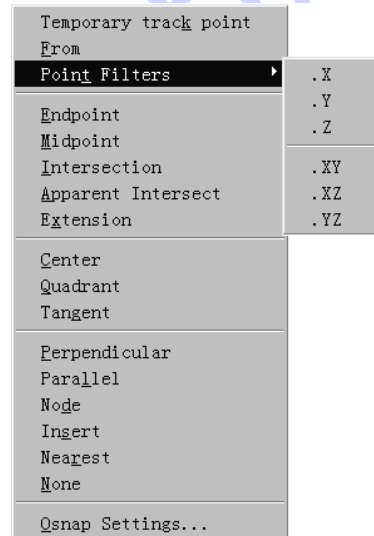 Temporary track point
From
Point Filters
.X
.Y
.Z
.XY
.XZ
.YZ
Endpoint
Midpoint
Intersection
Apparent Intersect
Extension
Center
Quadrant
Tangent
Perpendicular
Parallel
Node
Insert
Nearest
None
Osnap Settings...